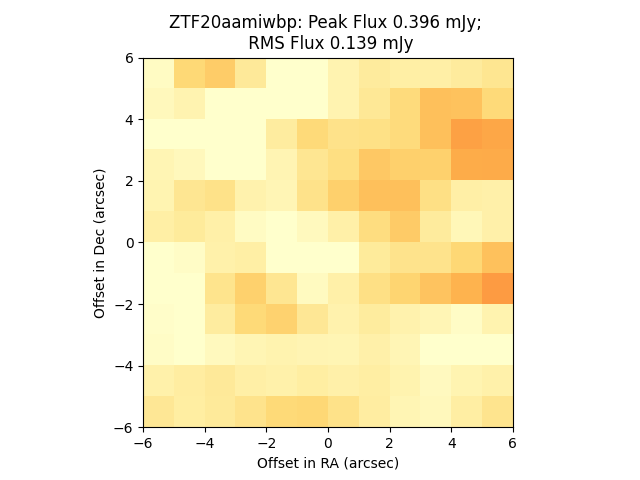 ZTF20aamiwbp: Peak Flux 0.396 mJy;
RMS Flux 0.139 mJy
6
4
2
0
−2
−4
−6
Offset in Dec (arcsec)
−6 −4 −2 0 2 4 6
Offset in RA (arcsec)